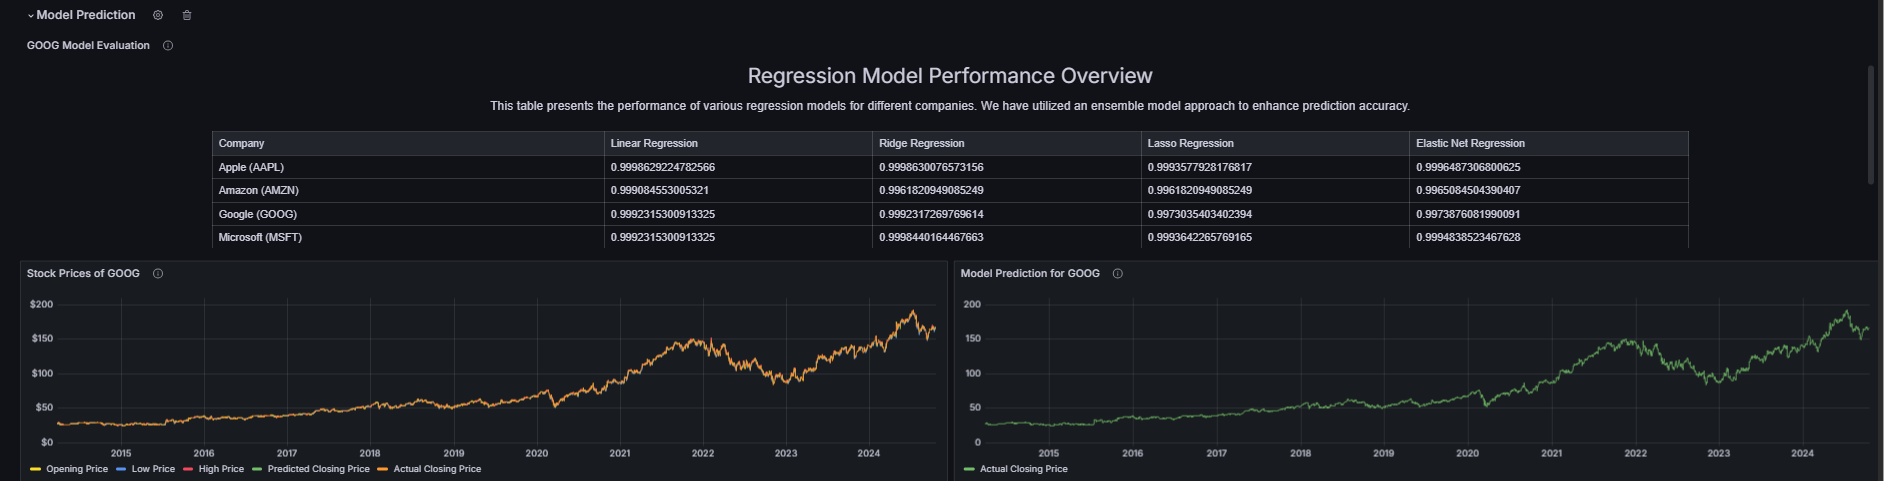 Model Prediction
GOOG Model Evaluation
Regression Model Performance Overview
This table presents the performance of various regression models for different companies. We have utilized an ensemble model approach to enhance prediction accuracy.
Company Linear Regression Ridge Regression Lasso Regression Elastic Net Regression
Apple (AAPL) 0.9998629224782566 0.9998630076573156 0.9993577928176817 0.9996487306800625
Amazon (AMZN) 0.999084553005321 0.9961820949085249 0.9961820949085249 0.9965084504390407
Google (GOOG) 0.9992315300913325 0.9992317269769614 0.9973035403402394 0.9973876081990091
Microsoft (MSFT) 0.9992315300913325 0.9998440164467663 0.9993642265769165 0.9994838523467628
Stock Prices of GOOG
$200
$150
$100
$50
$0
2015 2016 2017 2018 2019 2020 2021 2022 2023 2024
Opening Price Low Price High Price Predicted Closing Price Actual Closing Price
Model Prediction for GOOG
200
150
100
50
0
2015 2016 2017 2018 2019 2020 2021 2022 2023 2024
Actual Closing Price